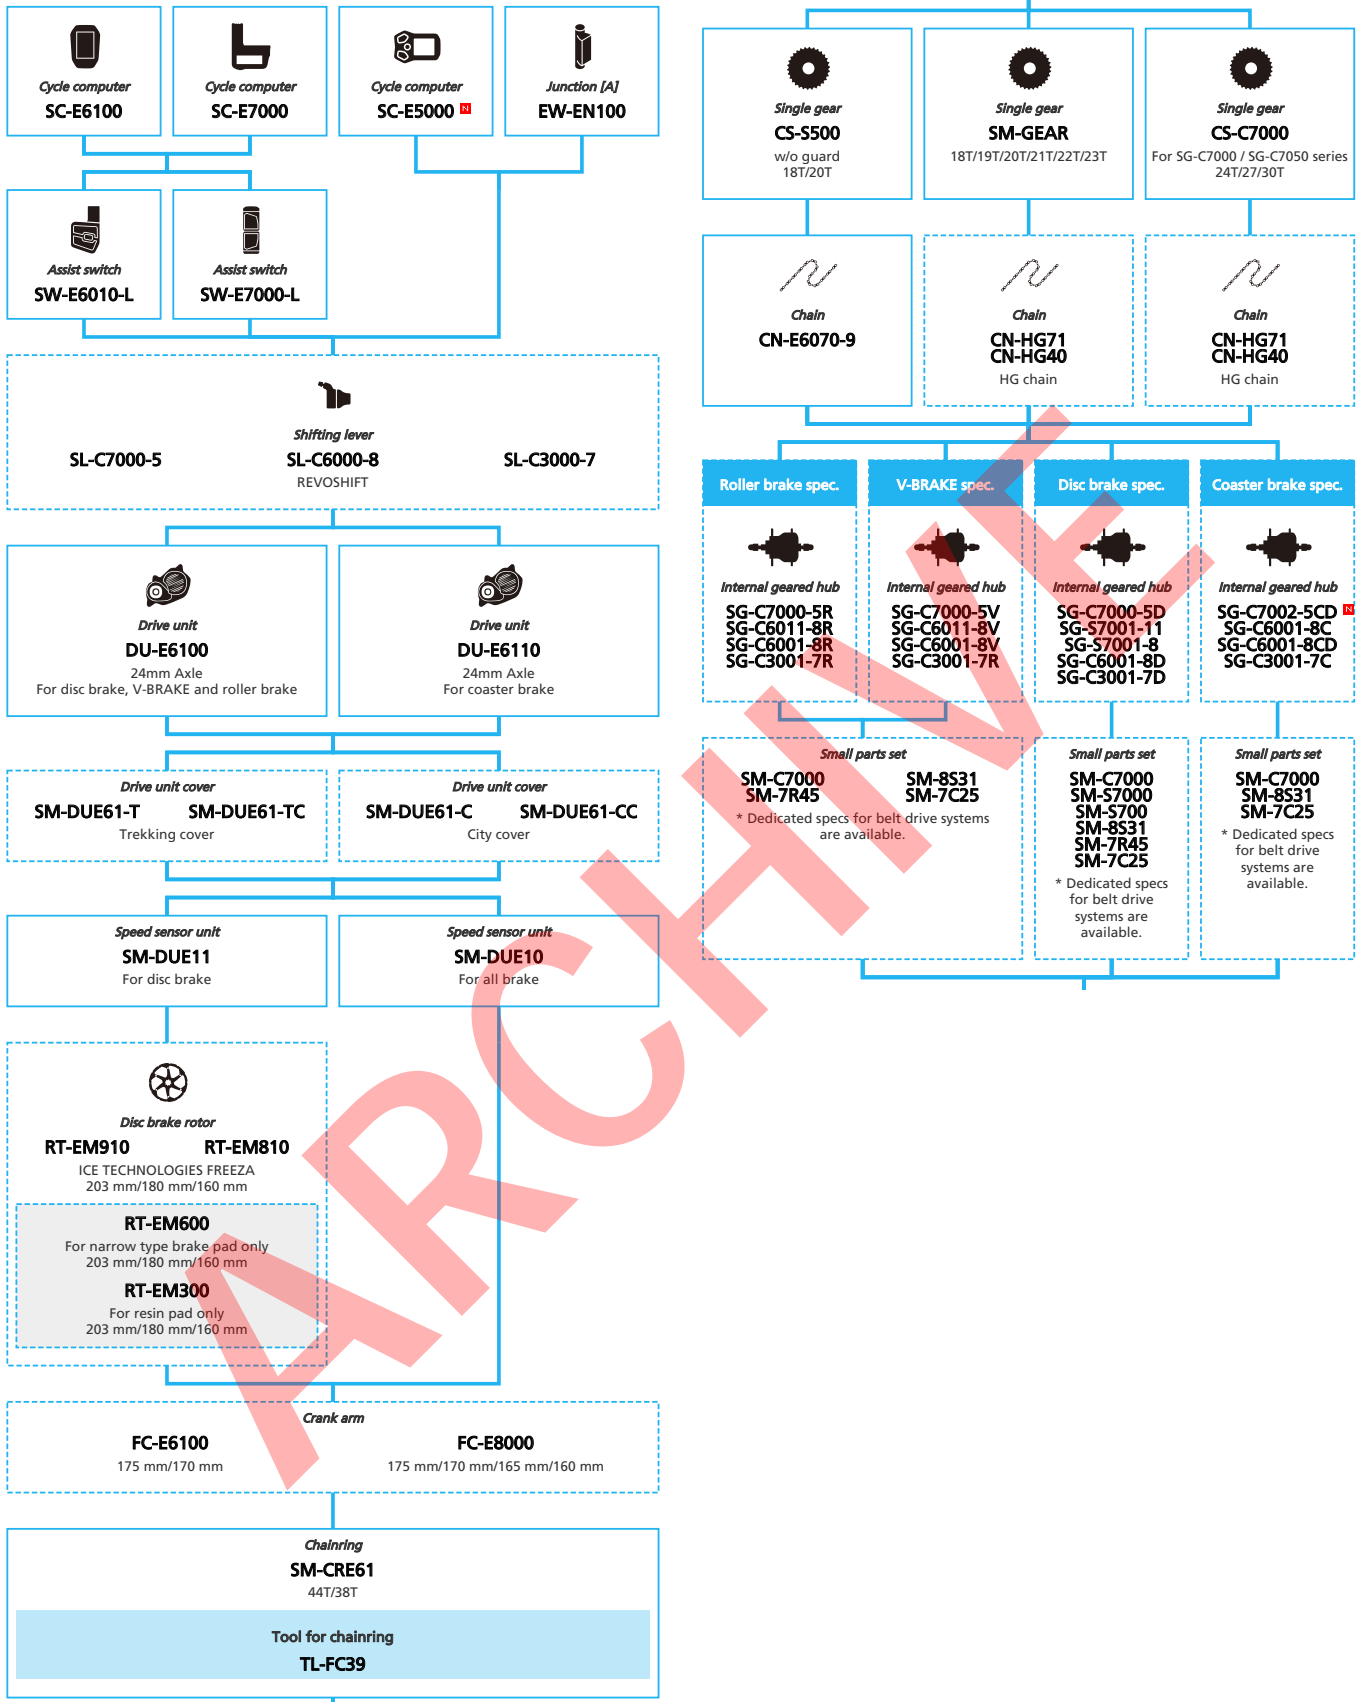 Cycle computer
SC-E6100
Cycle computer
SC-E7000
Cycle computer
SC-E5000 N
Junction [A]
EW-EN100
Assist switch
SW-E6010-L
Assist switch
SW-E7000-L
Shifting lever
SL-C7000-5
SL-C6000-8
REVOSHIFT
SL-C3000-7
Drive unit
DU-E6100
24mm Axle
For disc brake, V-BRAKE and roller brake
Drive unit
DU-E6110
24mm Axle
For coaster brake
Drive unit cover
SM-DUE61-T SM-DUE61-TC
Trekking cover
Drive unit cover
SM-DUE61-C SM-DUE61-CC
City cover
Speed sensor unit
SM-DUE11
For disc brake
Speed sensor unit
SM-DUE10
For all brake
Disc brake rotor
RT-EM910 RT-EM810
ICE TECHNOLOGIES FREEZA
203 mm/180 mm/160 mm
RT-EM600
For narrow type brake pad only
203 mm/180 mm/160 mm
RT-EM300
For resin pad only
203 mm/180 mm/160 mm
Crank arm
FC-E6100
175 mm/170 mm
FC-E8000
175 mm/170 mm/165 mm/160 mm
Chainring
SM-CRE61
44T/38T
Tool for chainring
TL-FC39
Single gear
CS-S500
w/o guard
18T/20T
Single gear
SM-GEAR
18T/19T/20T/21T/22T/23T
Single gear
CS-C7000
For SG-C7000 / SG-C7050 series
24T/27/30T
Chain
CN-E6070-9
Chain
CN-HG71
CN-HG40
HG chain
Chain
CN-HG71
CN-HG40
HG chain
Roller brake spec.
Internal geared hub
SG-C7000-5R
SG-C6011-8R
SG-C6001-8R
SG-C3001-7R
V-BRAKE spec.
Internal geared hub
SG-C7000-5V
SG-C6011-8V
SG-C6001-8V
SG-C3001-7R
Disc brake spec.
Internal geared hub
SG-C7000-5D
SG-S7001-11
SG-S7001-8
SG-C6001-8D
SG-C3001-7D
Coaster brake spec.
Internal geared hub
SG-C7002-5CD N
SG-C6001-8C
SG-C6001-8CD
SG-C3001-7C
Small parts set
SM-C7000 SM-8S31
SM-7R45 SM-7C25
* Dedicated specs for belt drive systems
are available.
Small parts set
SM-C7000
SM-S7000
SM-S700
SM-8S31
SM-7R45
SM-7C25
* Dedicated specs
for belt drive
systems are
available.
Small parts set
SM-C7000
SM-8S31
SM-7C25
* Dedicated specs
for belt drive
systems are
available.
ARCHIVE